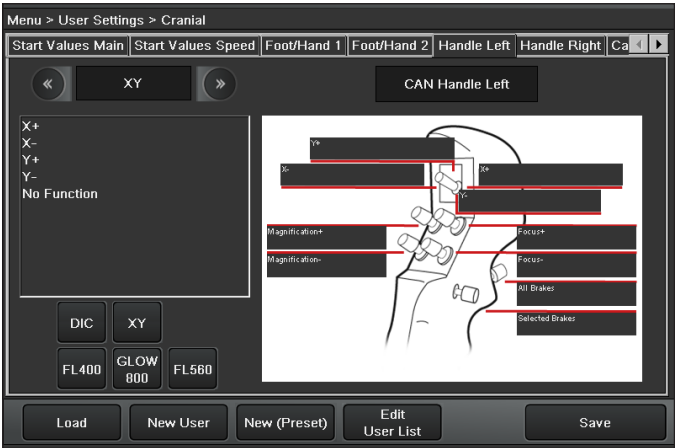 Menu > User Settings > Cranial
Start Values Main Start Values Speed Foot/Hand 1 Foot/Hand 2 Handle Left Handle Right Ca
« XY » CAN Handle Left
X+
X-
Y+
Y-
No Function
Y+
X- X+
Y-
Magnification+ Focus+
Magnification- Focus-
All Brakes
Selected Brakes
DIC XY
FL400 GLOW 800 FL560
Load New User New (Preset) Edit User List Save